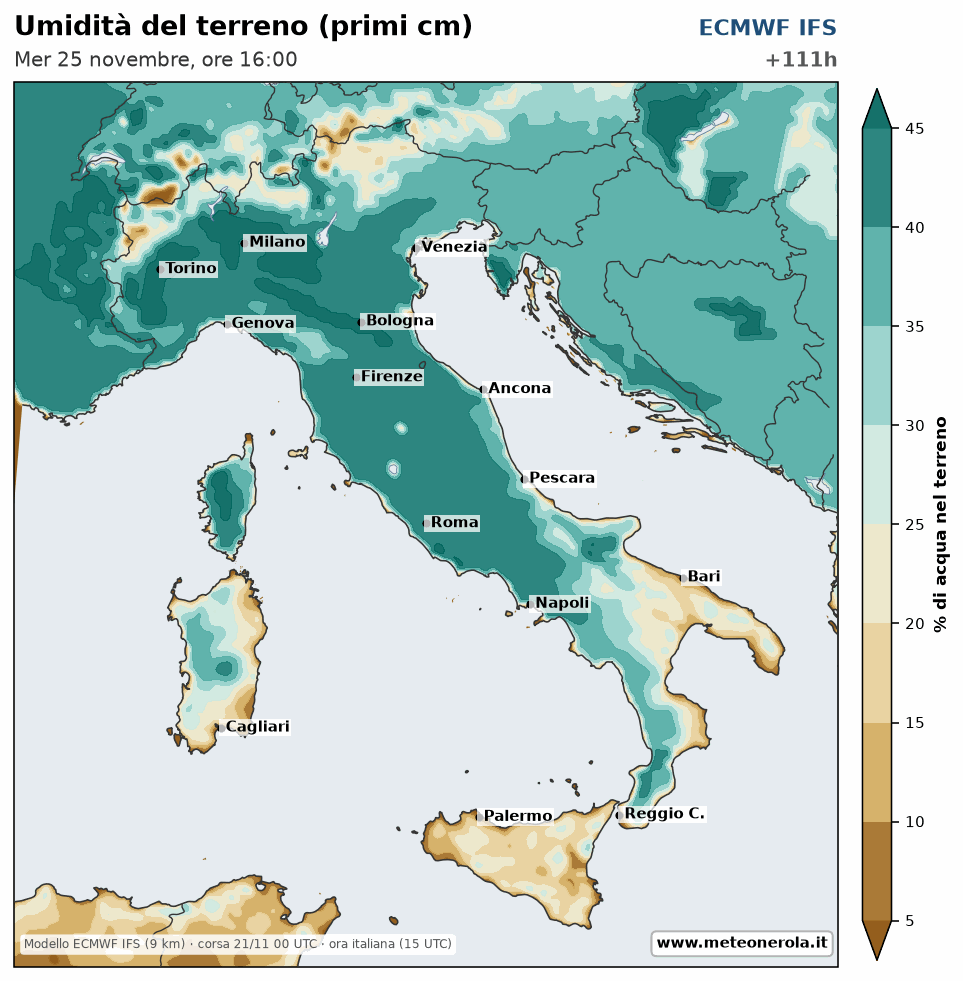 Umidità del terreno (primi cm)
ECMWF IFS
Mer 25 novembre, ore 16:00
+111h
Milano
Venezia
Torino
Genova
Bologna
Firenze
Ancona
Pescara
Roma
Bari
Napoli
Cagliari
Palermo
Reggio C.
45
40
35
30
25
20
15
10
5
% di acqua nel terreno
Modello ECMWF IFS (9 km) · corsa 21/11 00 UTC · ora italiana (15 UTC)
www.meteonerola.it